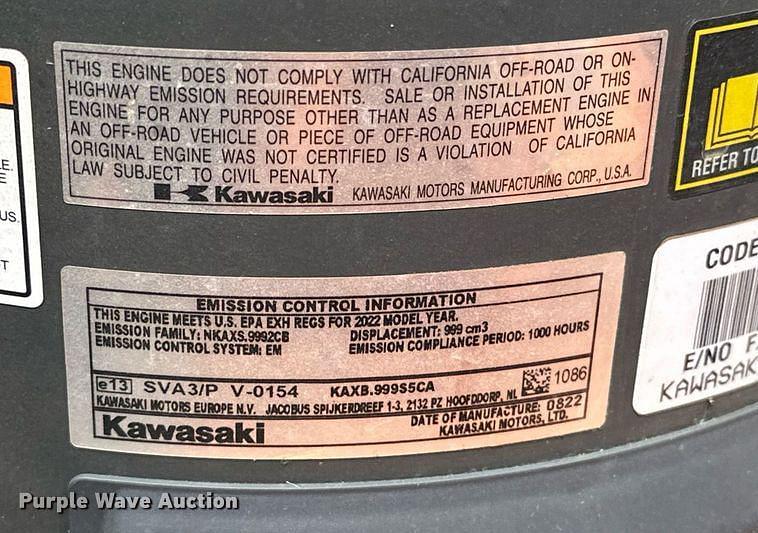 THIS ENGINE DOES NOT COMPLY WITH CALIFORNIA OFF-ROAD OR ON-
HIGHWAY EMISSION REQUIREMENTS. SALE OR INSTALLATION OF THIS
ENGINE FOR ANY PURPOSE OTHER THAN AS A REPLACEMENT ENGINE IN
AN OFF-ROAD VEHICLE OR PIECE OF OFF-ROAD EQUIPMENT WHOSE
ORIGINAL ENGINE WAS NOT CERTIFIED IS A VIOLATION OF CALIFORNIA
LAW SUBJECT TO CIVIL PENALTY.
Kawasaki KAWASAKI MOTORS MANUFACTURING CORP., U.S.A.
REFER TO
US.
CODE
E/NO F
KAWASAK
EMISSION CONTROL INFORMATION
THIS ENGINE MEETS U.S. EPA EXH REGS FOR 2022 MODEL YEAR.
EMISSION FAMILY: NKAXS.9992CB DISPLACEMENT: 999 cm3
EMISSION CONTROL SYSTEM: EM EMISSION COMPLIANCE PERIOD: 1000 HOURS
e13 SVA3/P V-0154 KAXB.999S5CA 1086
KAWASAKI MOTORS EUROPE N.V. JACOBUS SPIJKERDREEF 1-3, 2132 PZ HOOFDDORP, NL
DATE OF MANUFACTURE: 0822
Kawasaki KAWASAKI MOTORS, LTD.
Purple Wave Auction